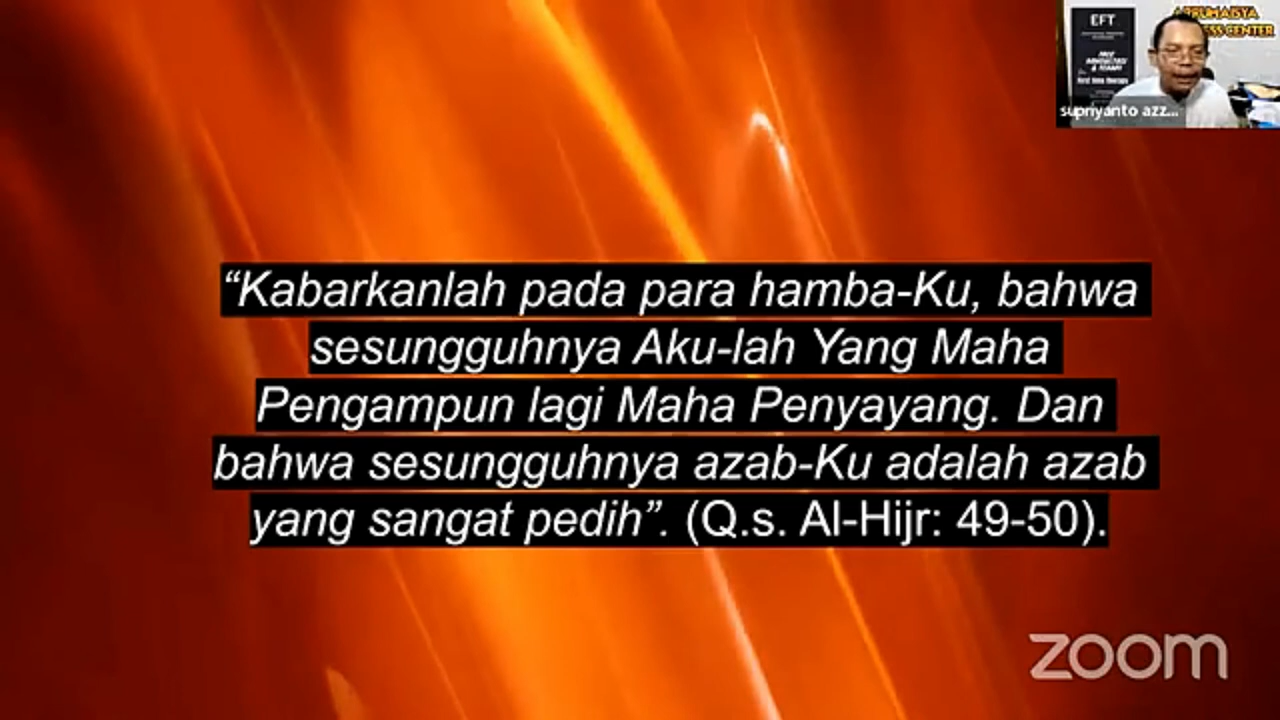 EFT
“Kabarkanlah pada para hamba-Ku, bahwa
sesungguhnya Aku-lah Yang Maha
Pengampun lagi Maha Penyayang. Dan
bahwa sesungguhnya azab-Ku adalah azab
yang sangat pedih”. (Q.s. Al-Hijr: 49-50).
supriyanto azz...
zoom